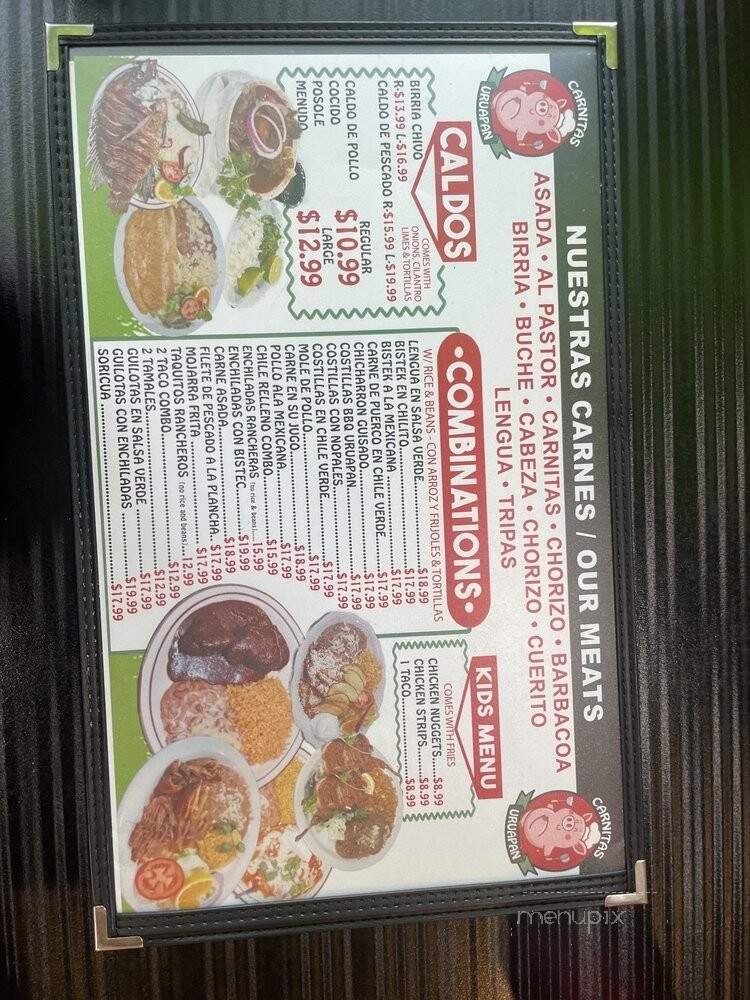 CARNITAS
URUAPAN
NUESTRAS CARNES / OUR MEATS
CARNITAS
URUAPAN
ASADA • AL PASTOR • CARNITAS • CHORIZO • BARBACOA
BIRRIA • BUCHE • CABEZA • CHORIZO • CUERITO
LENGUA • TRIPAS
CALDOS
COMES WITH
ONIONS, CILANTRO
LIMES & TORTILLAS
BIRRIA CHIVO
R-$13.99 L-$16.99
CALDO DE PESCADO R-$15.99 L-$19.99
CALDO DE POLLO
COCIDO
POSOLE
MENUDO
REGULAR
$10.99
LARGE
$12.99
•COMBINATIONS•
W/ RICE & BEANS - CON ARROZ Y FRIJOLES & TORTILLAS
LENGUA EN SALSA VERDE $18.99
BISTEK EN CHILITO $17.99
BISTEK A LA MEXICANA $17.99
CARNE DE PUERCO EN CHILE VERDE $17.99
CHICHARRON GUISADO $17.99
COSTILLAS BBQ URUAPAN $17.99
COSTILLAS CON NOPALES $17.99
COSTILLAS EN CHILE VERDE $17.99
MOLE DE POLLO $17.99
CARNE EN SU JUGO $18.99
POLLO ALA MEXICANA $17.99
CHILE RELLENO COMBO $15.99
ENCHILADAS RANCHERAS (no rice & beans) 15.99
ENCHILADAS CON BISTEC $19.99
CARNE ASADA $18.99
FILETE DE PESCADO A LA PLANCHA $17.99
MOJARRA FRITA $17.99
TAQUITOS RANCHEROS (no rice and beans) 12.99
2 TACO COMBO $12.99
2 TAMALES $12.99
GUILOTAS EN SALSA VERDE $17.99
GUILOTAS CON ENCHILADAS $19.99
SORICUA $17.99
KIDS MENU
COMES WITH FRIES
CHICKEN NUGGETS $8.99
CHICKEN STRIPS $8.99
1 TACO $8.99
menupix